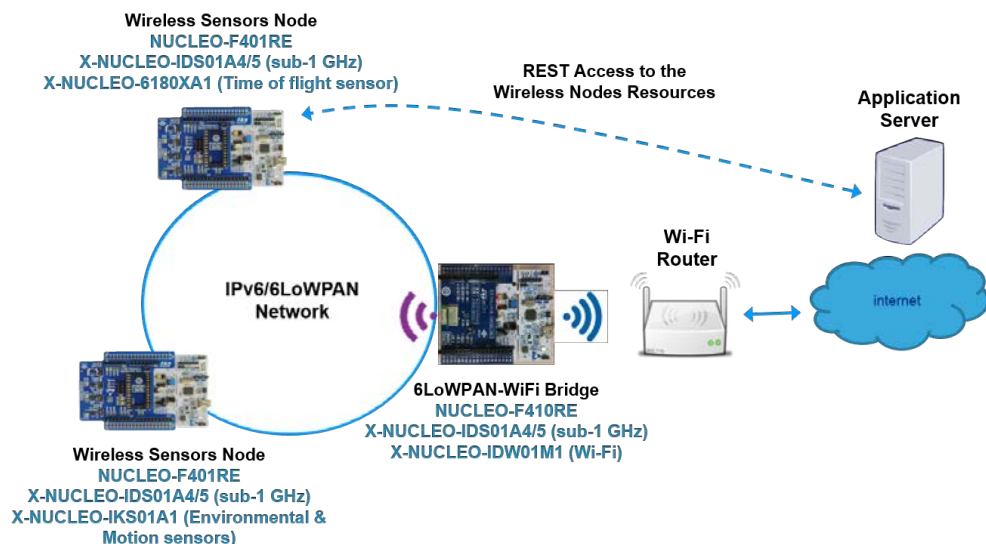 Wireless Sensors Node
NUCLEO-F401RE
X-NUCLEO-IDS01A4/5 (sub-1 GHz)
X-NUCLEO-6180XA1 (Time of flight sensor)
REST Access to the
Wireless Nodes Resources
Application
Server
Wi-Fi
Router
internet
IPv6/6LoWPAN
Network
6LoWPAN-WiFi Bridge
NUCLEO-F410RE
X-NUCLEO-IDS01A4/5 (sub-1 GHz)
X-NUCLEO-IDW01M1 (Wi-Fi)
Wireless Sensors Node
NUCLEO-F401RE
X-NUCLEO-IDS01A4/5 (sub-1 GHz)
X-NUCLEO-IKS01A1 (Environmental &
Motion sensors)